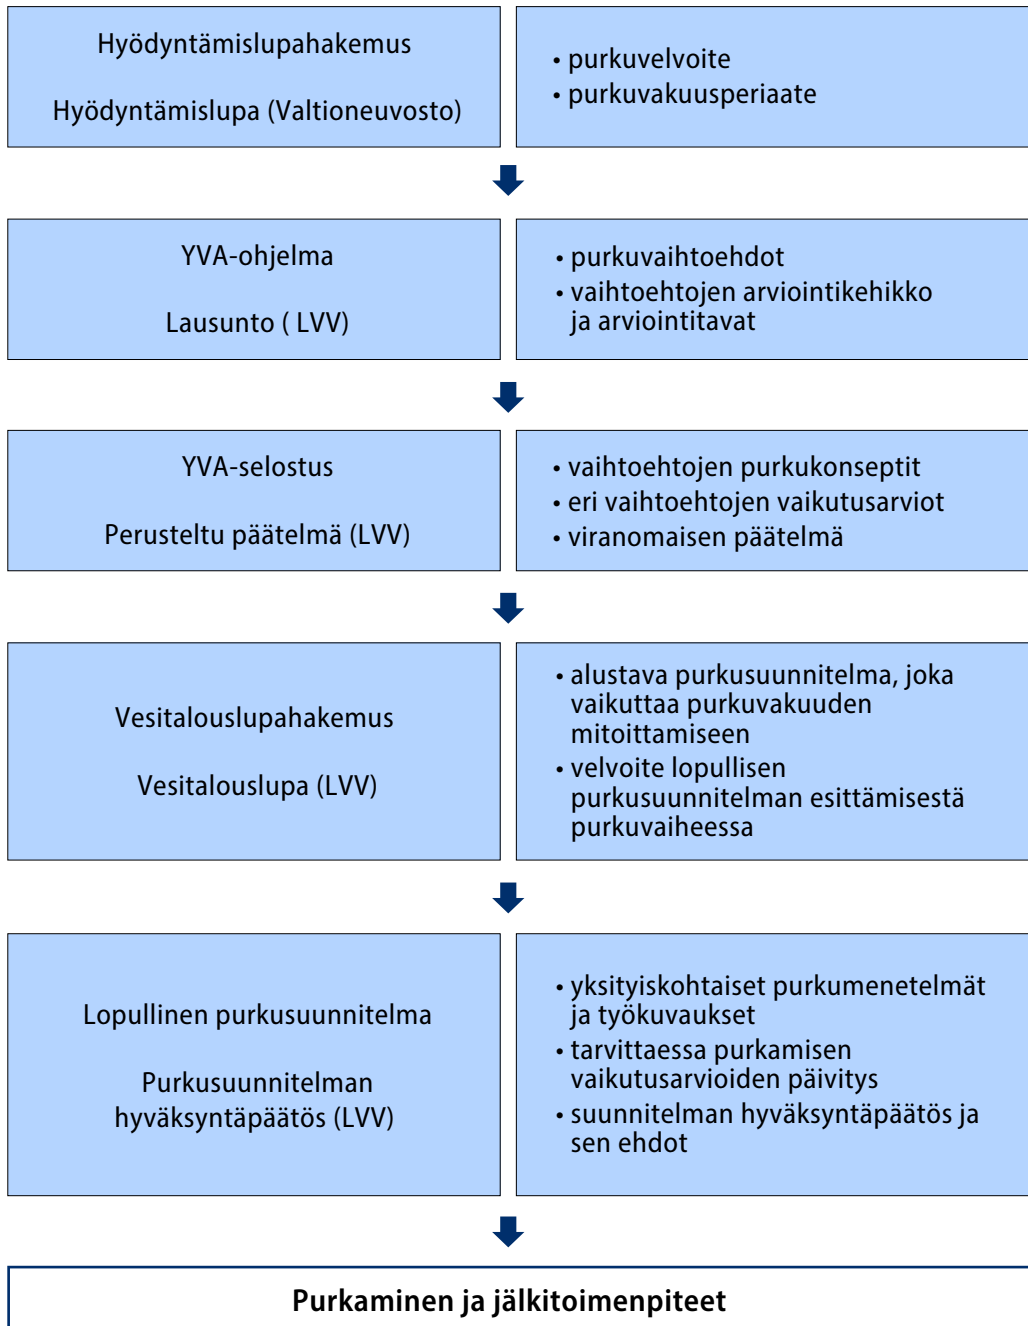 Hyödyntämislupahakemus
Hyödyntämislupa (Valtioneuvosto)
• purkuvelvoite
• purkuvakuusperiaate
YVA-ohjelma
Lausunto ( LVV)
• purkuvaihtoehdot
• vaihtoehtojen arviointikehikko
ja arviointitavat
YVA-selostus
Perusteltu päätelmä (LVV)
• vaihtoehtojen purkukonseptit
• eri vaihtoehtojen vaikutusarviot
• viranomaisen päätelmä
Vesitalouslupahakemus
Vesitalouslupa (LVV)
• alustava purkusuunnitelma, joka
vaikuttaa purkuvakuuden
mitoittamiseen
• velvoite lopullisen
purkusuunnitelman esittämisestä
purkuvaiheessa
Lopullinen purkusuunnitelma
Purkusuunnitelman
hyväksyntäpäätös (LVV)
• yksityiskohtaiset purkumenetelmät
ja työkuvaukset
• tarvittaessa purkamisen
vaikutusarvioiden päivitys
• suunnitelman hyväksyntäpäätös ja
sen ehdot
Purkaminen ja jälkitoimenpiteet